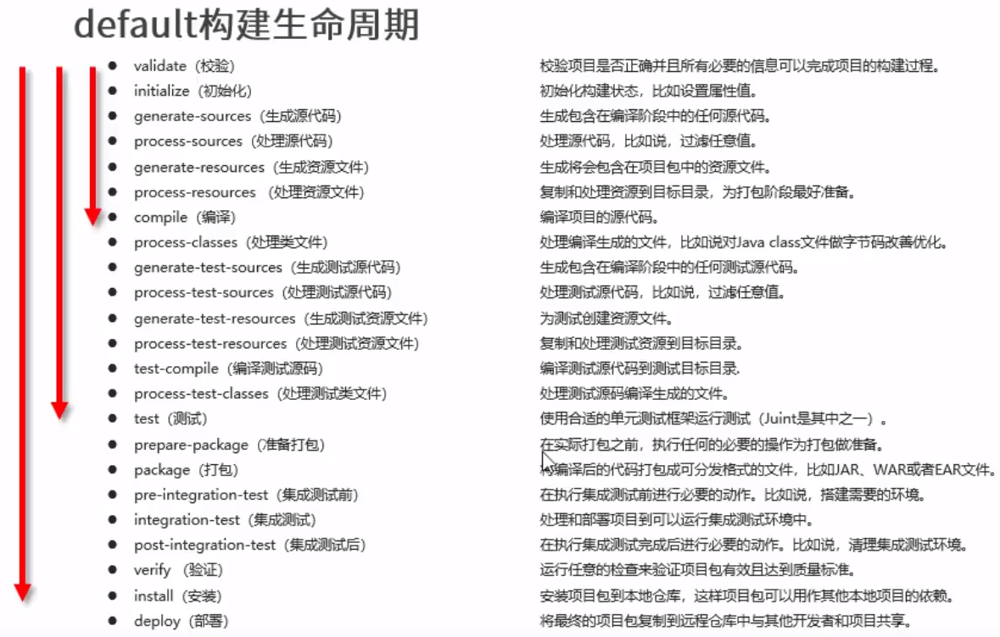 default构建生命周期
validate（校验） 校验项目是否正确并且所有必要的信息可以完成项目的构建过程。
initialize（初始化） 初始化构建状态，比如设置属性值。
generate-sources（生成源代码） 生成包含在编译阶段中的任何源代码。
process-sources（处理源代码） 处理源代码，比如说，过滤任意值。
generate-resources（生成资源文件） 生成将会包含在项目包中的资源文件。
process-resources （处理资源文件） 复制和处理资源到目标目录，为打包阶段最好准备。
compile（编译） 编译项目的源代码。
process-classes（处理类文件） 处理编译生成的文件，比如说对Java class文件做字节码改善优化。
generate-test-sources（生成测试源代码） 生成包含在编译阶段中的任何测试源代码。
process-test-sources（处理测试源代码） 处理测试源代码，比如说，过滤任意值。
generate-test-resources（生成测试资源文件） 为测试创建资源文件。
process-test-resources（处理测试资源文件） 复制和处理测试资源到目标目录。
test-compile（编译测试源码） 编译测试源代码到测试目标目录.
process-test-classes（处理测试类文件） 处理测试源码编译生成的文件。
test（测试） 使用合适的单元测试框架运行测试（Juint是其中之一）。
prepare-package（准备打包） 在实际打包之前，执行任何的必要的操作为打包做准备。
package（打包） 将编译后的代码打包成可分发格式的文件，比如JAR、WAR或者EAR文件。
pre-integration-test（集成测试前） 在执行集成测试前进行必要的动作。比如说，搭建需要的环境。
integration-test（集成测试） 处理和部署项目到可以运行集成测试环境中。
post-integration-test（集成测试后） 在执行集成测试完成后进行必要的动作。比如说，清理集成测试环境。
verify （验证） 运行任意的检查来验证项目包有效且达到质量标准。
install（安装） 安装项目包到本地仓库，这样项目包可以用作其他本地项目的依赖。
deploy（部署） 将最终的项目包复制到远程仓库中与其他开发者和项目共享。